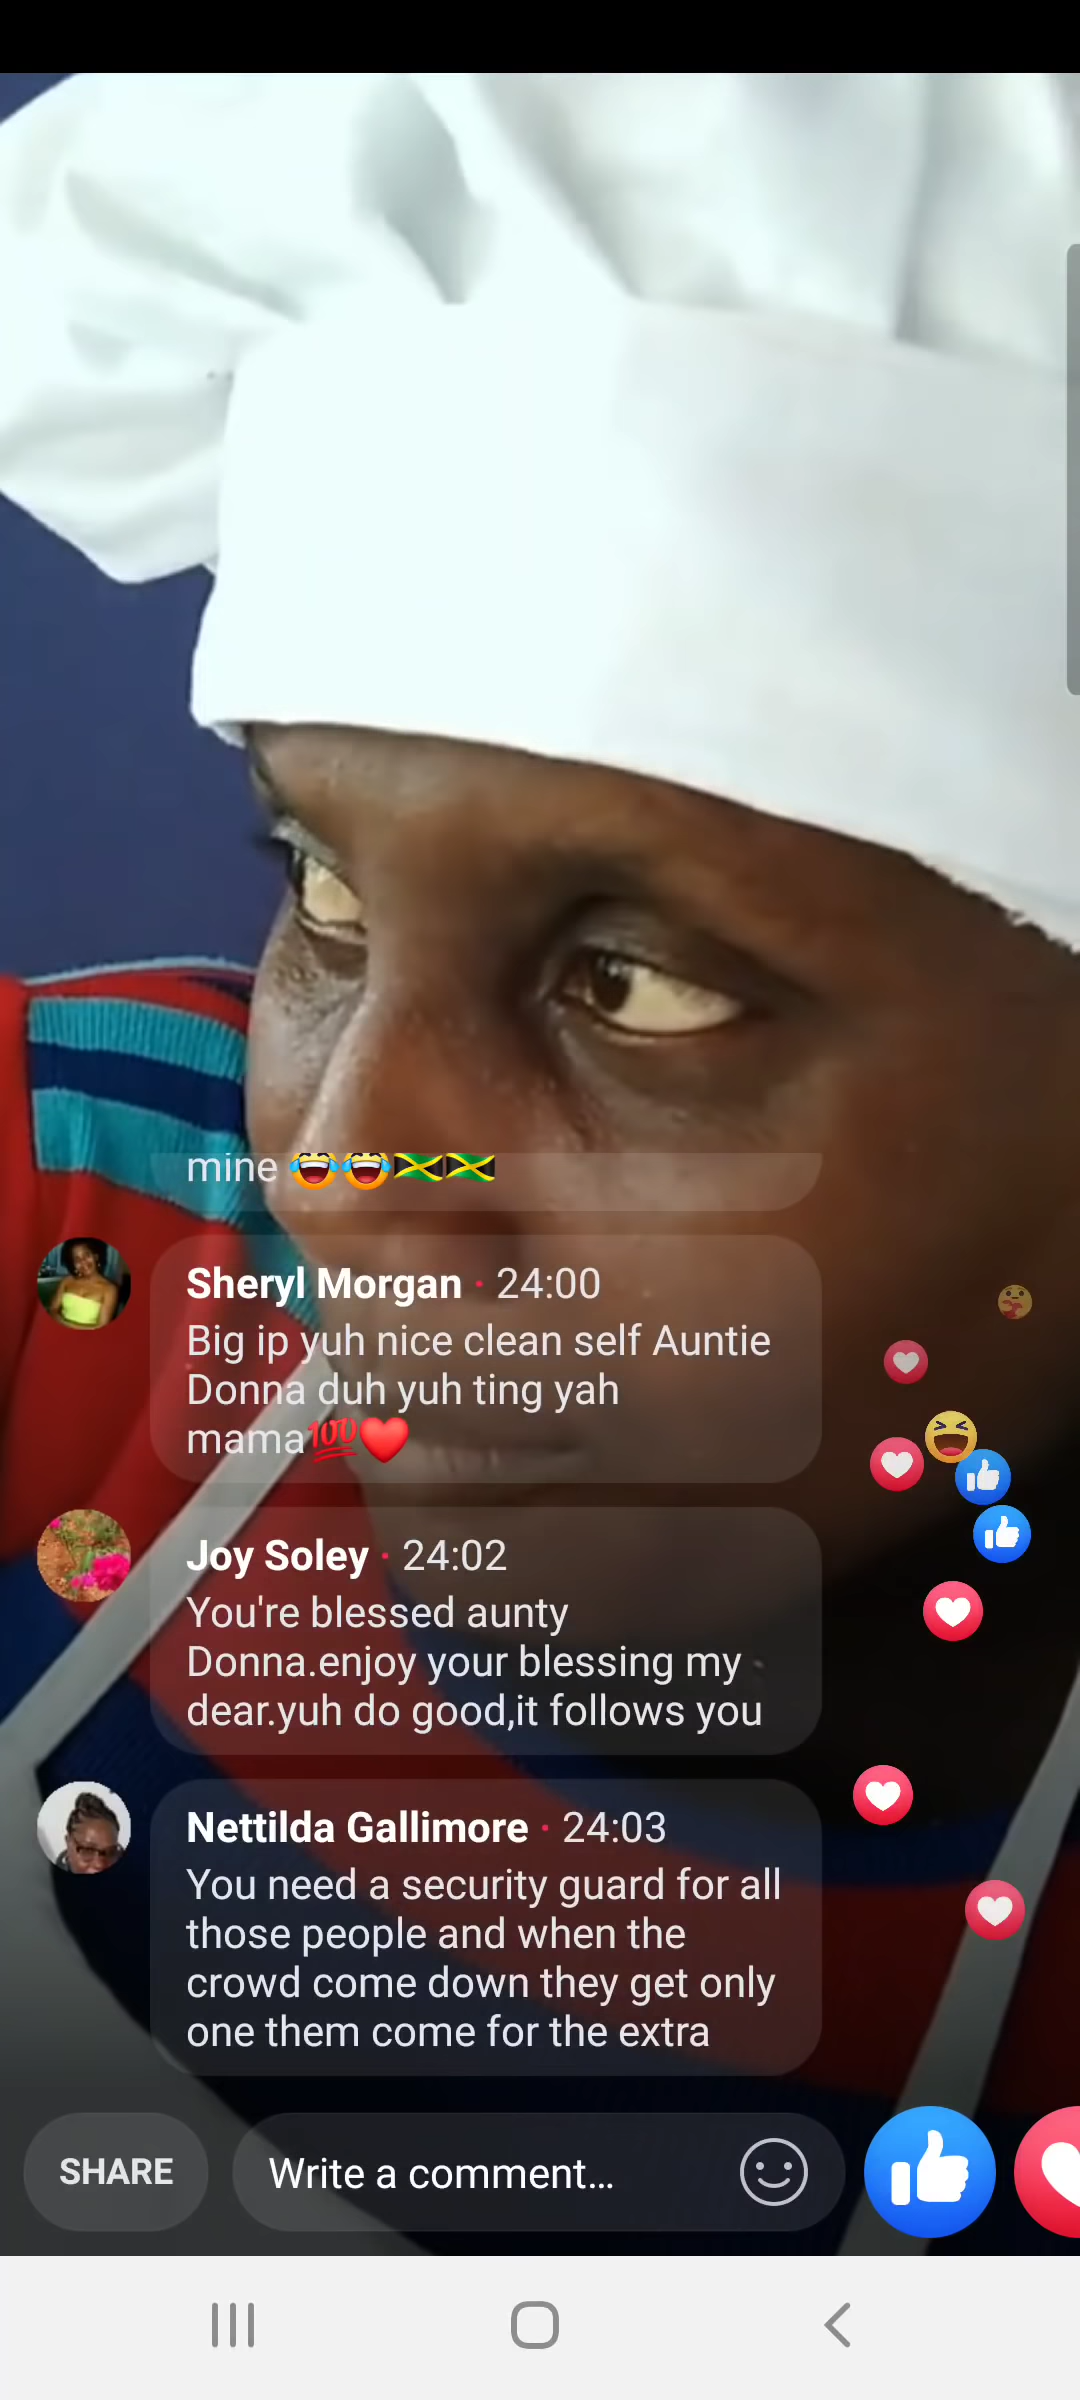 mine 😂😂🇯🇲🇯🇲
Sheryl Morgan · 24:00
Big ip yuh nice clean self Auntie
Donna duh yuh ting yah
mama💯❤️
Joy Soley · 24:02
You're blessed aunty
Donna.enjoy your blessing my
dear.yuh do good,it follows you
Nettilda Gallimore · 24:03
You need a security guard for all
those people and when the
crowd come down they get only
one them come for the extra
SHARE
Write a comment...